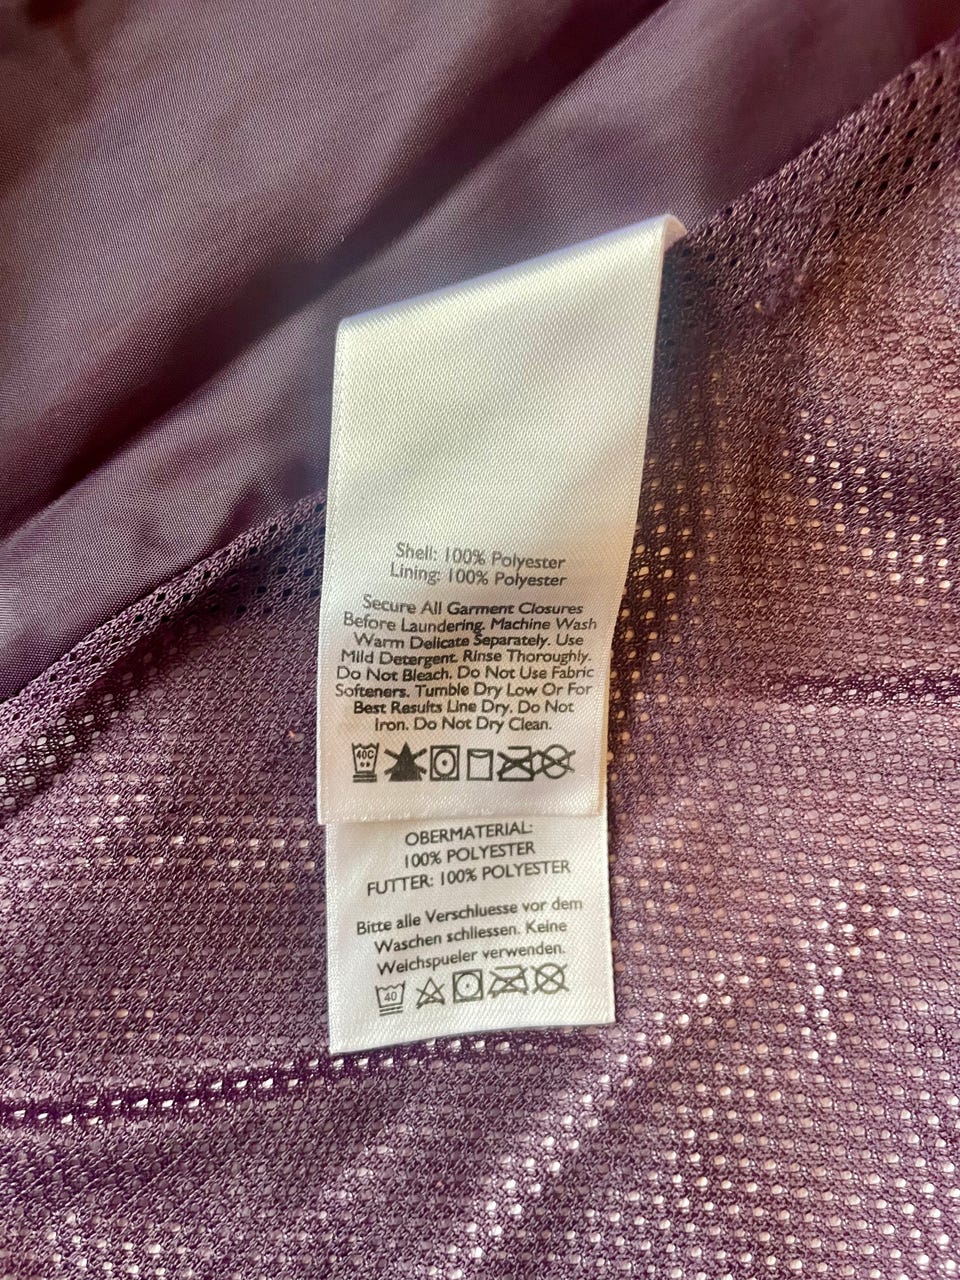 Shell: 100% Polyester
Lining: 100% Polyester
Secure All Garment Closures
Before Laundering. Machine Wash
Warm Delicate Separately. Use
Mild Detergent. Rinse Thoroughly.
Do Not Bleach. Do Not Use Fabric
Softeners. Tumble Dry Low Or For
Best Results Line Dry. Do Not
Iron. Do Not Dry Clean.
40C
OBERMATERIAL:
100% POLYESTER
FUTTER: 100% POLYESTER
Bitte alle Verschluesse vor dem
Waschen schliessen. Keine
Weichspueler verwenden.
40